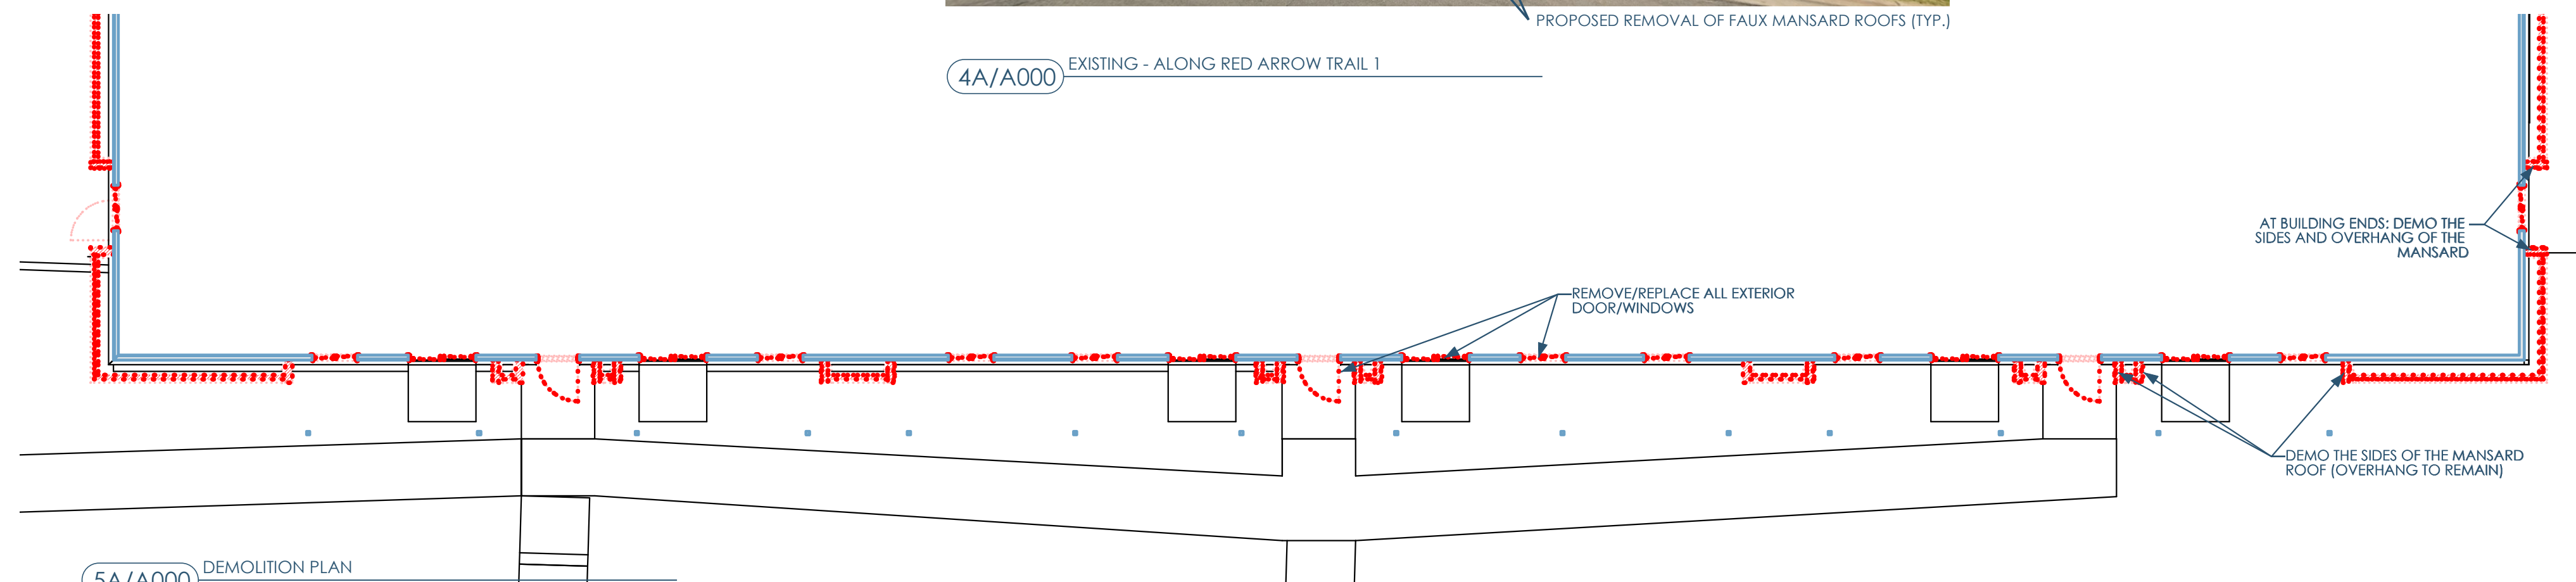 PROPOSED REMOVAL OF FAUX MANSARD ROOFS (TYP.)
4A/A000
EXISTING - ALONG RED ARROW TRAIL 1
AT BUILDING ENDS: DEMO THE
SIDES AND OVERHANG OF THE
MANSARD
REMOVE/REPLACE ALL EXTERIOR
DOOR/WINDOWS
DEMO THE SIDES OF THE MANSARD
ROOF (OVERHANG TO REMAIN)
5A/A000
DEMOLITION PLAN